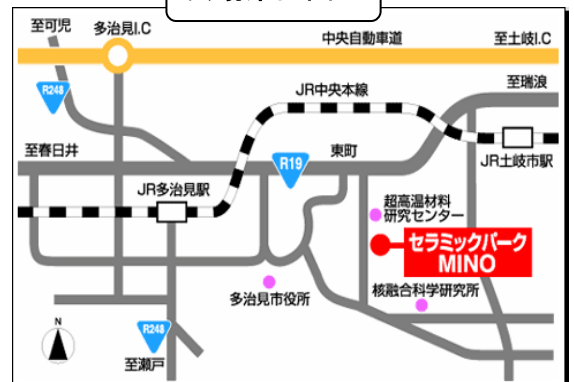 至可児
多治見I.C
中央自動車道
至土岐I.C
R248
JR中央本線
至瑞浪
至春日井
R19
東町
JR土岐市駅
JR多治見駅
超高温材料
研究センター
セラミックパーク
MINO
多治見市役所
核融合科学研究所
N
R248
至瀬戸